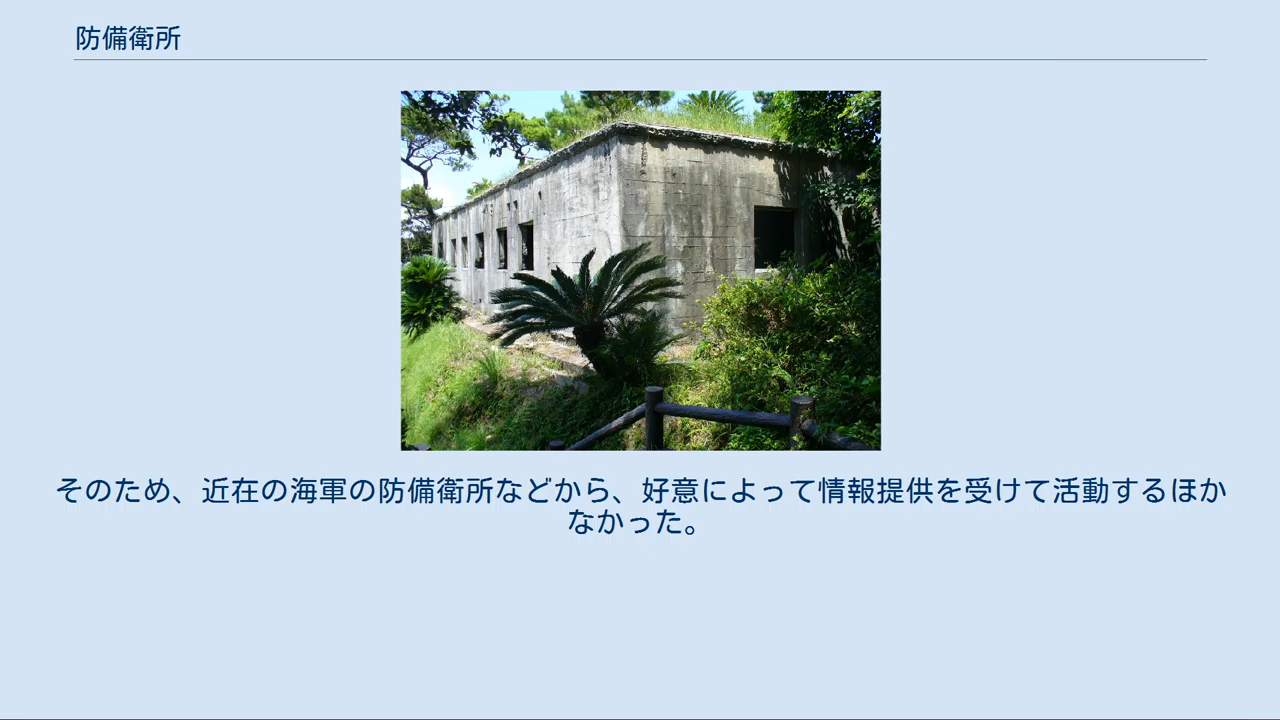 防備衛所
そのため、近在の海軍の防備衛所などから、好意によって情報提供を受けて活動するほか
なかった。